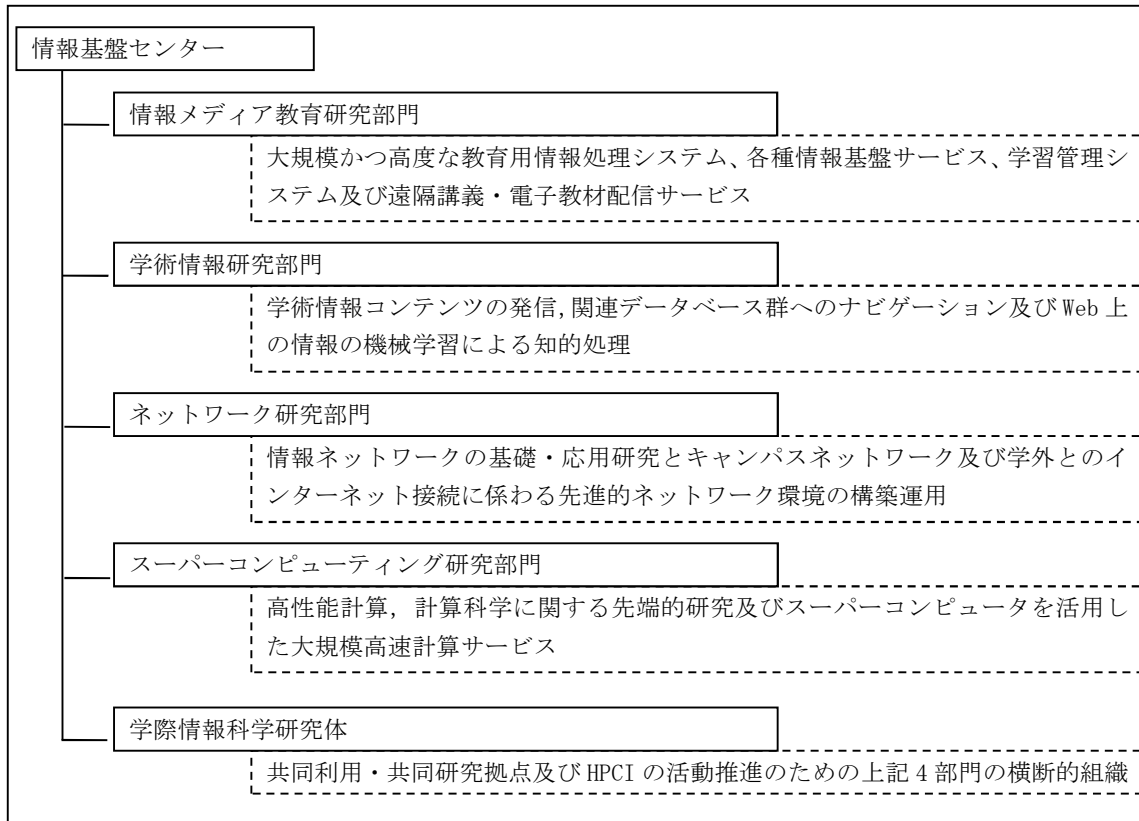 情報基盤センター
情報メディア教育研究部門
大規模かつ高度な教育用情報処理システム、各種情報基盤サービス、学習管理シ
ステム及び遠隔講義・電子教材配信サービス
学術情報研究部門
学術情報コンテンツの発信,関連データベース群へのナビゲーション及び Web 上
の情報の機械学習による知的処理
ネットワーク研究部門
情報ネットワークの基礎・応用研究とキャンパスネットワーク及び学外とのイ
ンターネット接続に係わる先進的ネットワーク環境の構築運用
スーパーコンピューティング研究部門
高性能計算，計算科学に関する先端的研究及びスーパーコンピュータを活用し
た大規模高速計算サービス
学際情報科学研究体
共同利用・共同研究拠点及び HPCI の活動推進のための上記 4 部門の横断的組織